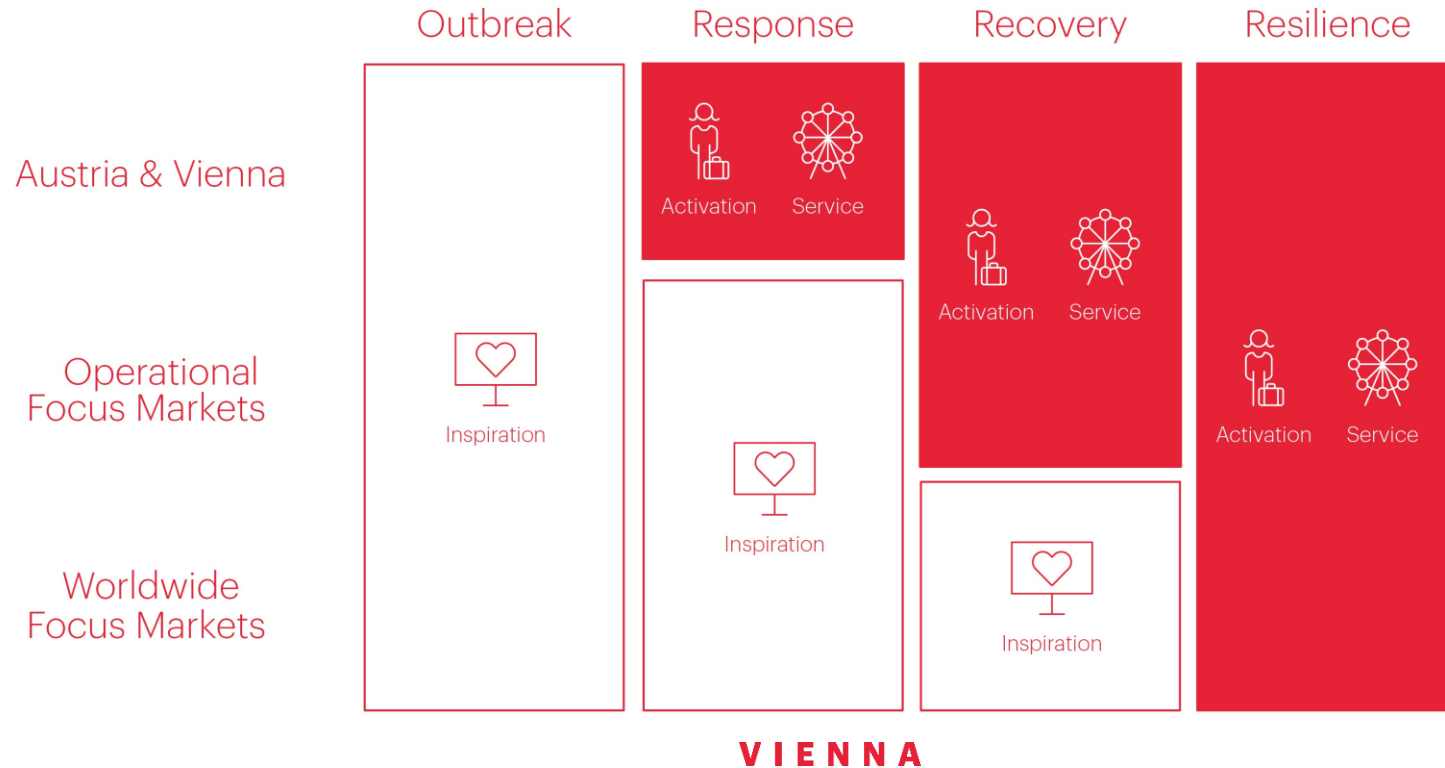 Outbreak
Response
Recovery
Resilience
Austria & Vienna
Activation
Service
Activation
Service
Operational
Focus Markets
Inspiration
Activation
Service
Inspiration
Worldwide
Focus Markets
Inspiration
VIENNA